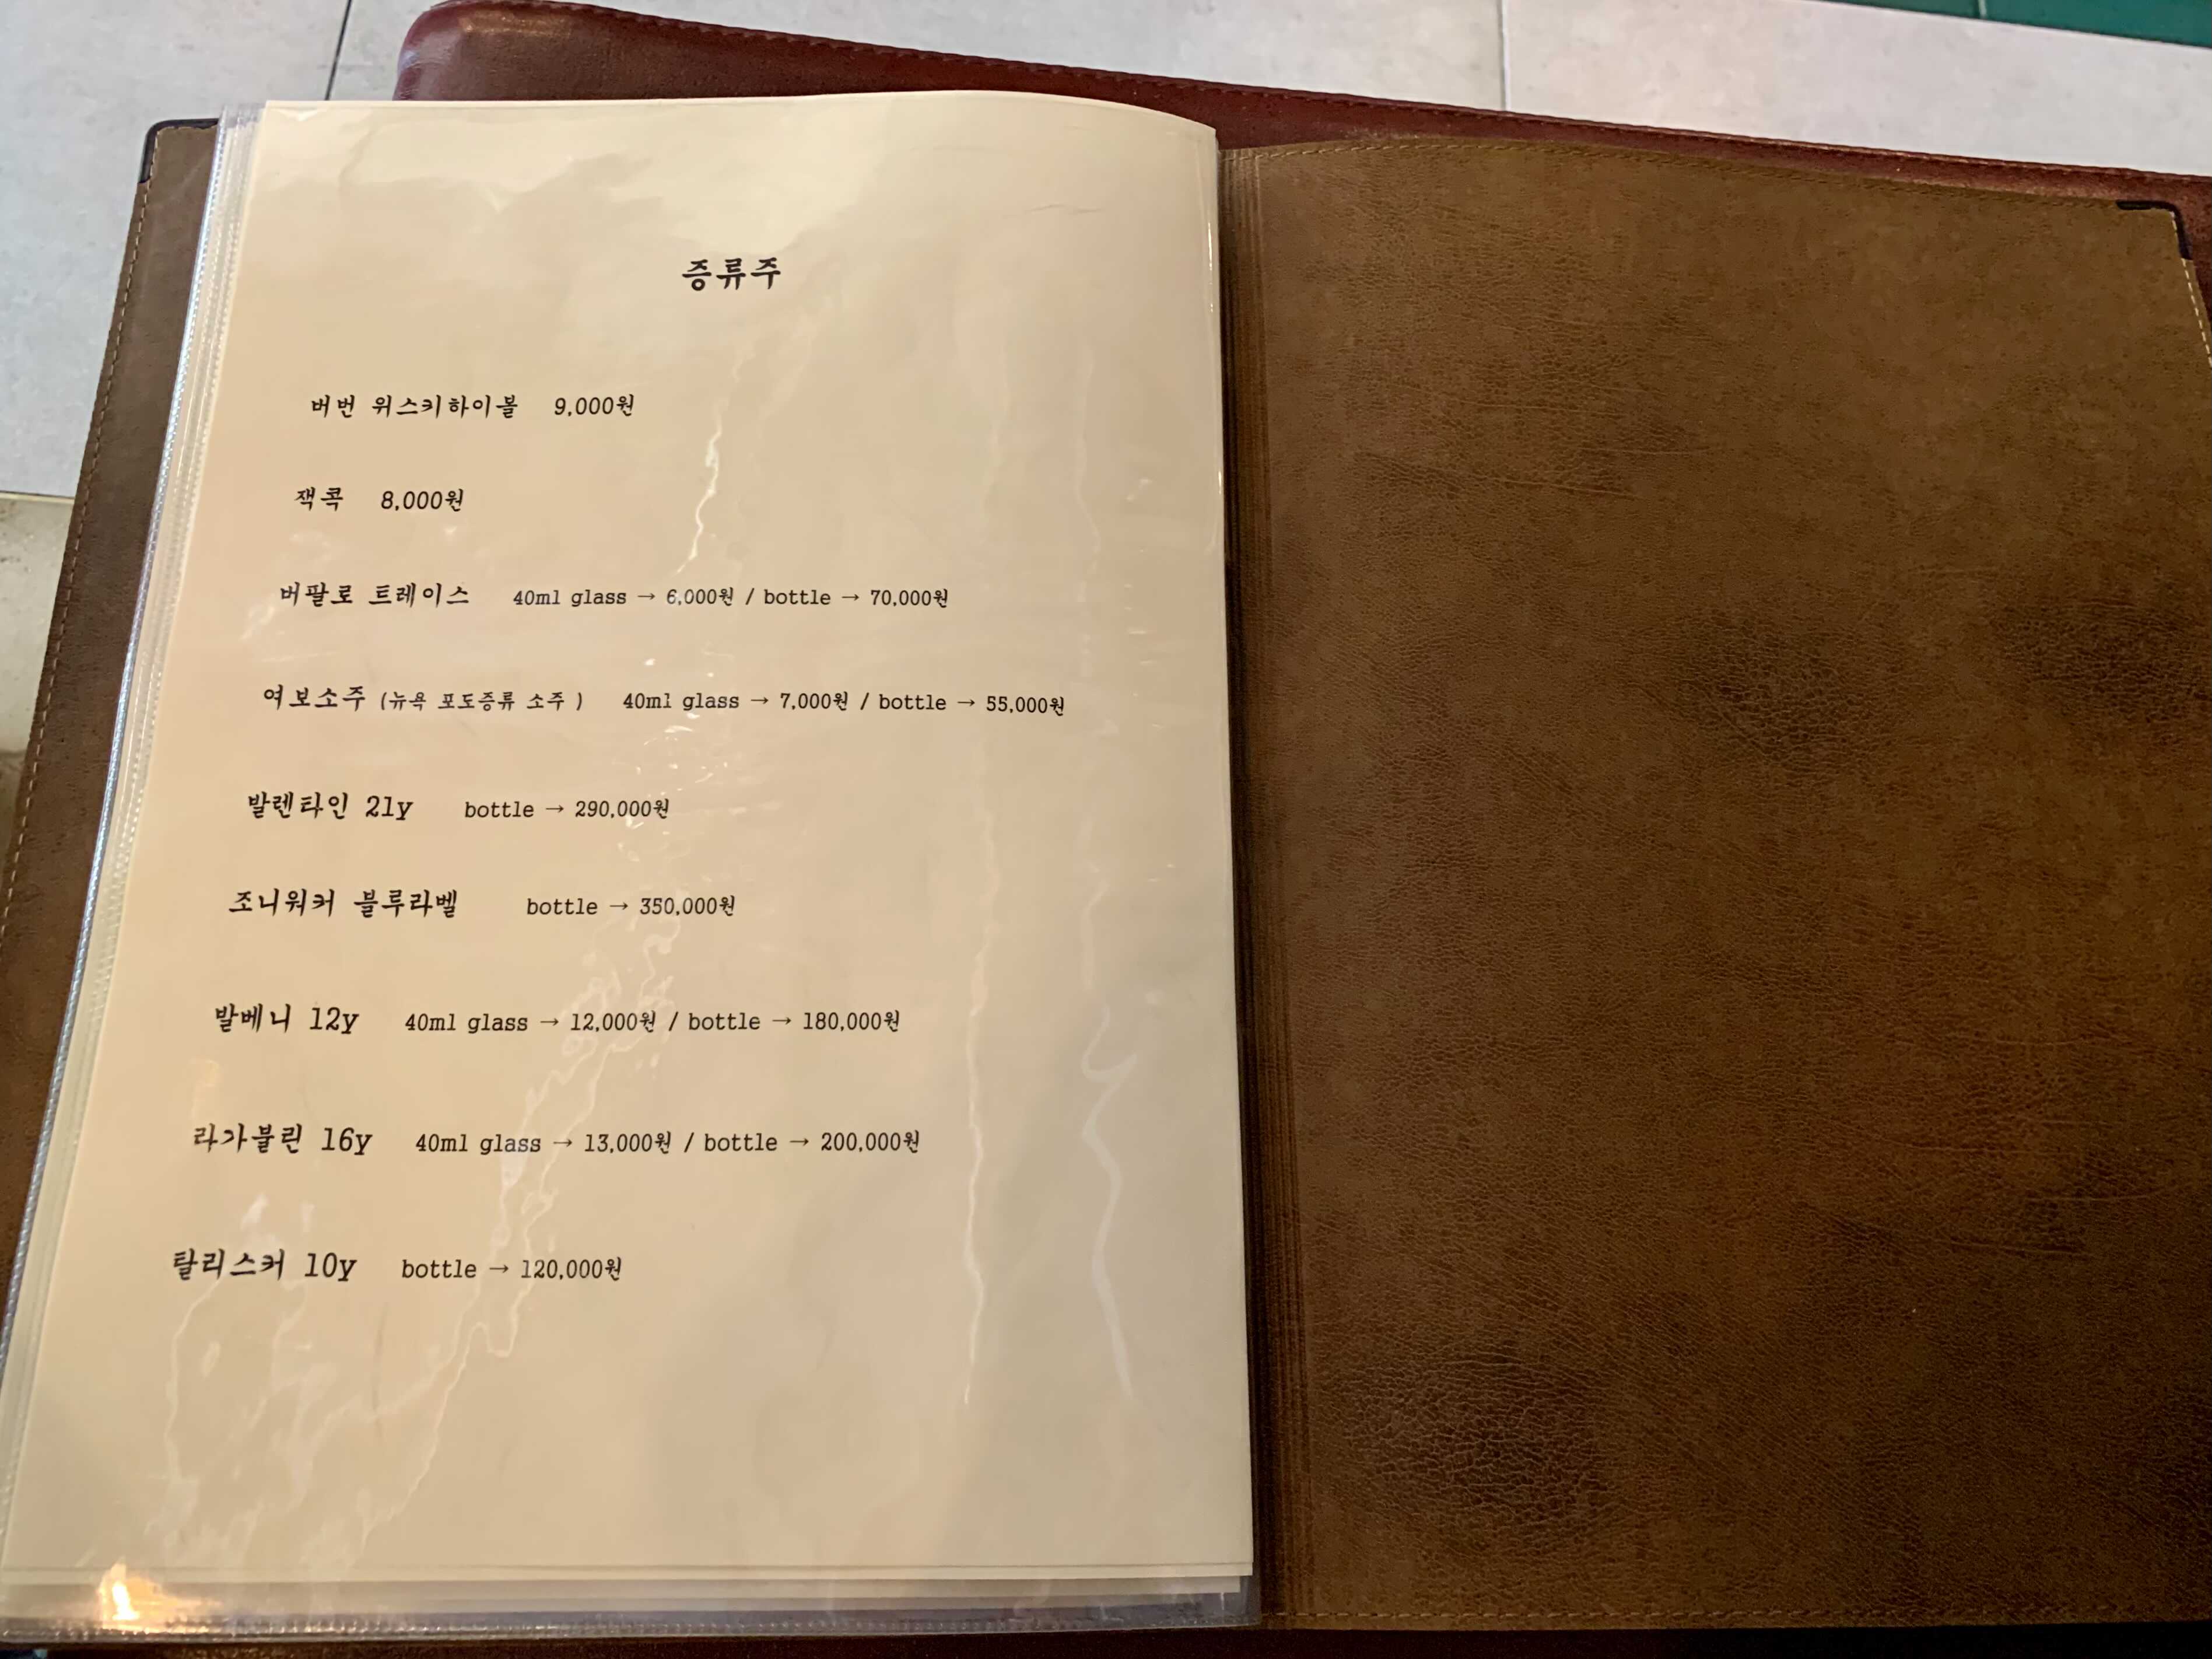 증류주
버번 위스키하이볼 9,000원
잭콕 8,000원
버팔로 트레이스 40ml glass → 6,000원 / bottle → 70,000원
여보소주 (뉴욕 포도증류 소주 ) 40ml glass → 7,000원 / bottle → 55,000원
발렌타인 21y bottle → 290,000원
조니워커 블루라벨 bottle → 350,000원
발베니 12y 40ml glass → 12,000원 / bottle → 180,000원
라가불린 16y 40ml glass → 13,000원 / bottle → 200,000원
탈리스커 10y bottle → 120,000원